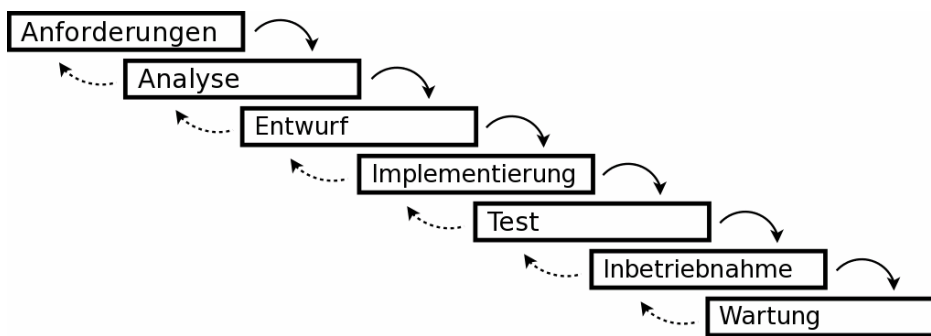 Anforderungen
Analyse
Entwurf
Implementierung
Test
Inbetriebnahme
Wartung